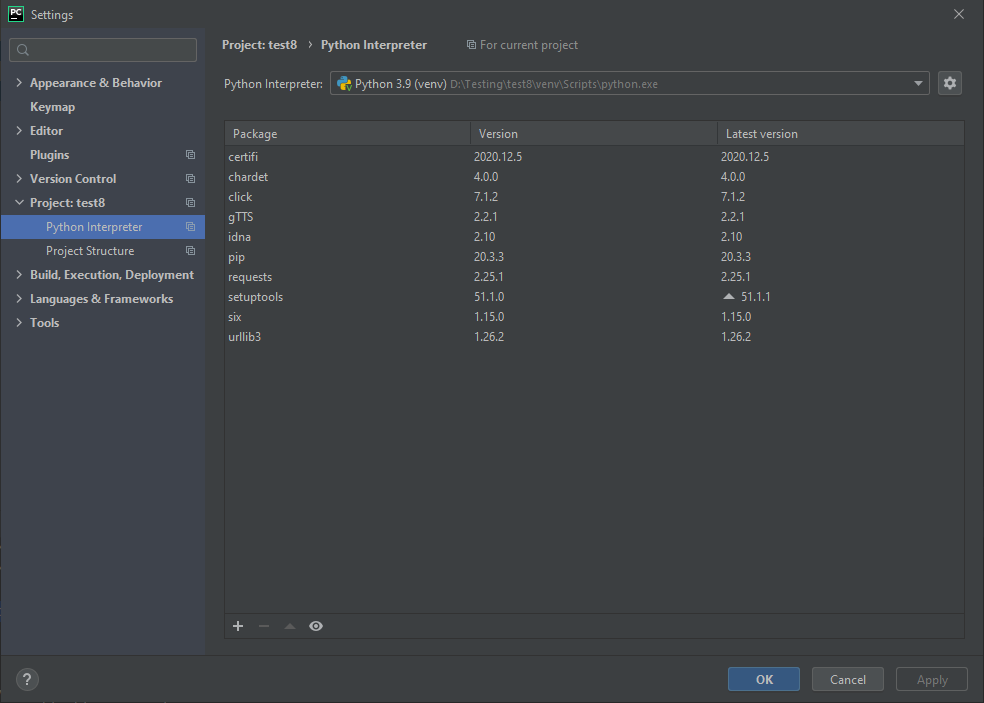 PC Settings
Project: test8 › Python Interpreter For current project
Python Interpreter: Python 3.9 (venv) D:\Testing\test8\venv\Scripts\python.exe
Appearance & Behavior
Keymap
Editor
Plugins
Version Control
Project: test8
Python Interpreter
Project Structure
Build, Execution, Deployment
Languages & Frameworks
Tools
Package Version Latest version
certifi 2020.12.5 2020.12.5
chardet 4.0.0 4.0.0
click 7.1.2 7.1.2
gTTS 2.2.1 2.2.1
idna 2.10 2.10
pip 20.3.3 20.3.3
requests 2.25.1 2.25.1
setuptools 51.1.0 51.1.1
six 1.15.0 1.15.0
urllib3 1.26.2 1.26.2
? OK Cancel Apply